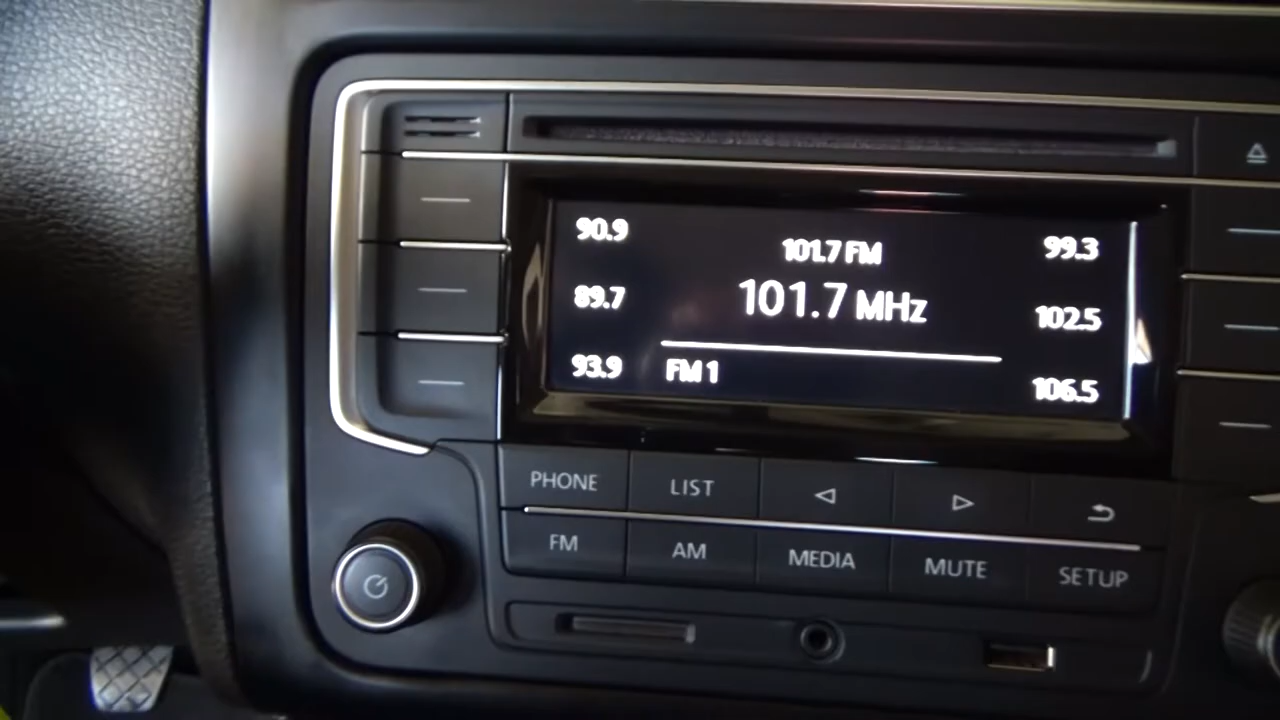 90.9
101.7 FM
99.3
89.7
101.7 MHz
102.5
93.9
FM 1
106.5
PHONE
LIST
FM
AM
MEDIA
MUTE
SETUP